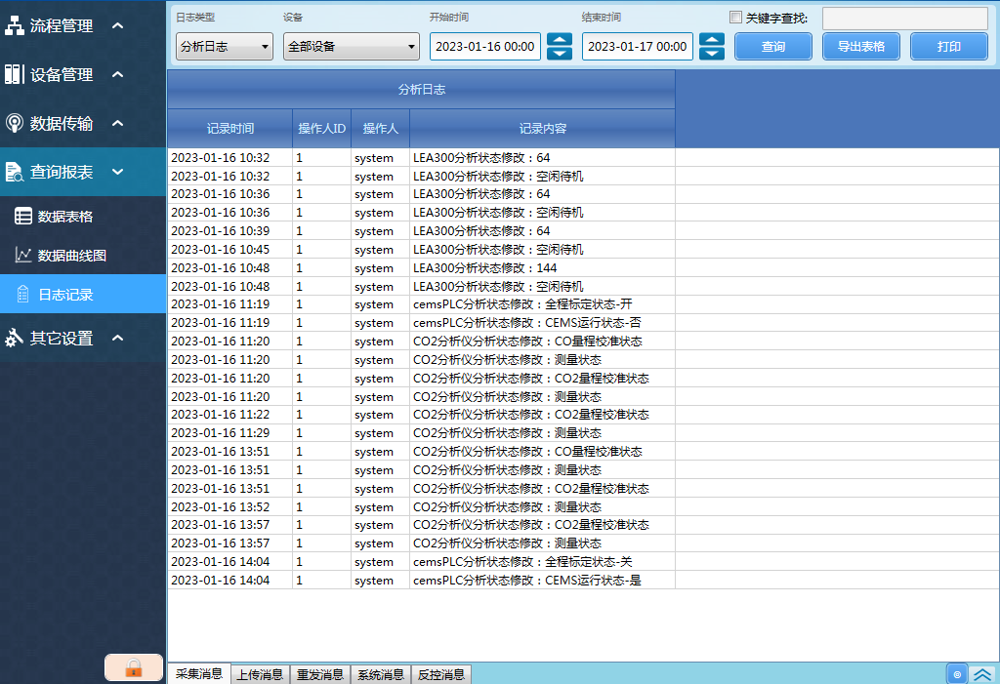 流程管理
设备管理
数据传输
查询报表
数据表格
数据曲线图
日志记录
其它设置
日志类型 设备 开始时间 结束时间 关键字查找:
分析日志 全部设备 2023-01-16 00:00 2023-01-17 00:00 查询 导出表格 打印
分析日志
记录时间 操作人ID 操作人 记录内容
2023-01-16 10:32 1 system LEA300分析状态修改：64
2023-01-16 10:32 1 system LEA300分析状态修改：空闲待机
2023-01-16 10:36 1 system LEA300分析状态修改：64
2023-01-16 10:36 1 system LEA300分析状态修改：空闲待机
2023-01-16 10:39 1 system LEA300分析状态修改：64
2023-01-16 10:45 1 system LEA300分析状态修改：空闲待机
2023-01-16 10:48 1 system LEA300分析状态修改：144
2023-01-16 10:48 1 system LEA300分析状态修改：空闲待机
2023-01-16 11:19 1 system cemsPLC分析状态修改：全程标定状态-开
2023-01-16 11:19 1 system cemsPLC分析状态修改：CEMS运行状态-否
2023-01-16 11:20 1 system CO2分析仪分析状态修改：CO量程校准状态
2023-01-16 11:20 1 system CO2分析仪分析状态修改：测量状态
2023-01-16 11:20 1 system CO2分析仪分析状态修改：CO2量程校准状态
2023-01-16 11:20 1 system CO2分析仪分析状态修改：测量状态
2023-01-16 11:22 1 system CO2分析仪分析状态修改：CO2量程校准状态
2023-01-16 11:29 1 system CO2分析仪分析状态修改：测量状态
2023-01-16 13:51 1 system CO2分析仪分析状态修改：CO量程校准状态
2023-01-16 13:51 1 system CO2分析仪分析状态修改：测量状态
2023-01-16 13:51 1 system CO2分析仪分析状态修改：CO2量程校准状态
2023-01-16 13:52 1 system CO2分析仪分析状态修改：测量状态
2023-01-16 13:57 1 system CO2分析仪分析状态修改：CO2量程校准状态
2023-01-16 13:57 1 system CO2分析仪分析状态修改：测量状态
2023-01-16 14:04 1 system cemsPLC分析状态修改：全程标定状态-关
2023-01-16 14:04 1 system cemsPLC分析状态修改：CEMS运行状态-是
采集消息 上传消息 重发消息 系统消息 反控消息